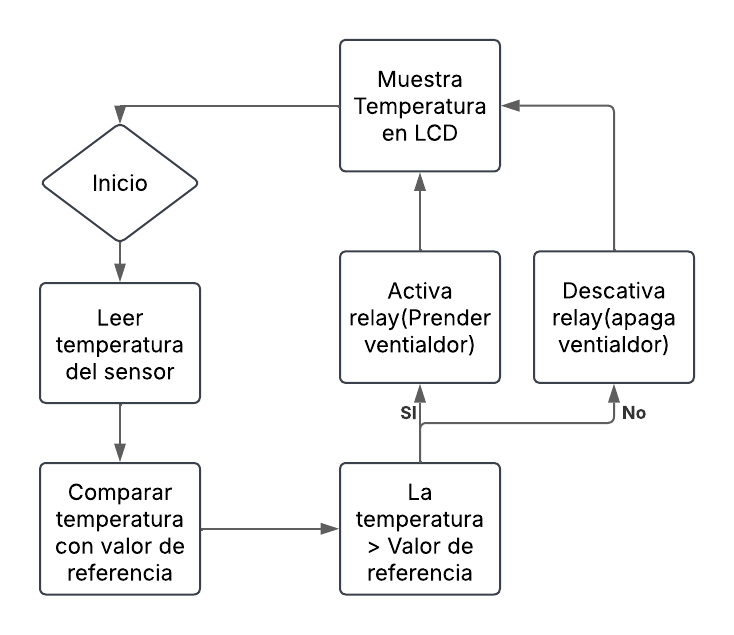 Muestra
Temperatura
en LCD
Inicio
Leer
temperatura
del sensor
Activa
relay(Prender
ventialdor)
Descativa
relay(apaga
ventialdor)
SI
No
Comparar
temperatura
con valor de
referencia
La
temperatura
> Valor de
referencia